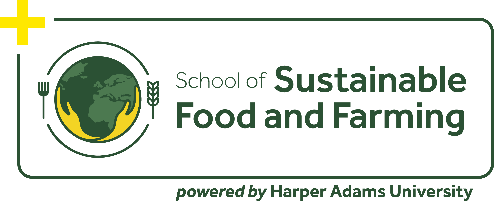 School of Sustainable
Food and Farming
powered by Harper Adams University